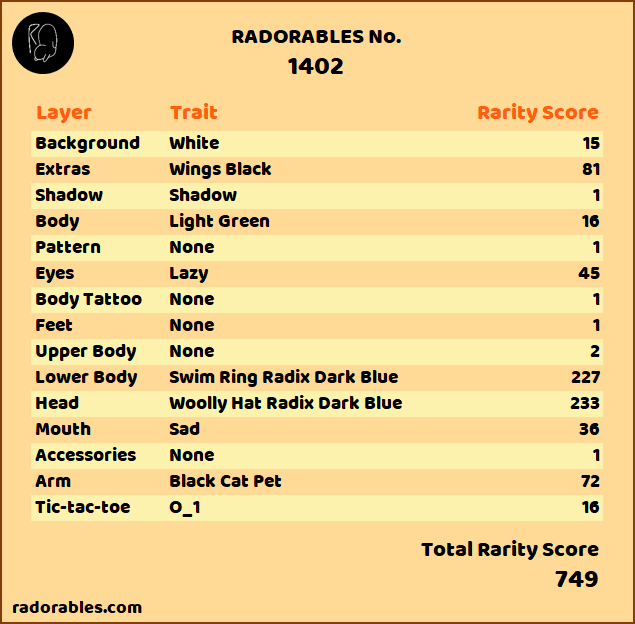 RADORABLES No.
1402
Layer Trait Rarity Score
Background White 15
Extras Wings Black 81
Shadow Shadow 1
Body Light Green 16
Pattern None 1
Eyes Lazy 45
Body Tattoo None 1
Feet None 1
Upper Body None 2
Lower Body Swim Ring Radix Dark Blue 227
Head Woolly Hat Radix Dark Blue 233
Mouth Sad 36
Accessories None 1
Arm Black Cat Pet 72
Tic-tac-toe O_1 16
Total Rarity Score
749
radorables.com